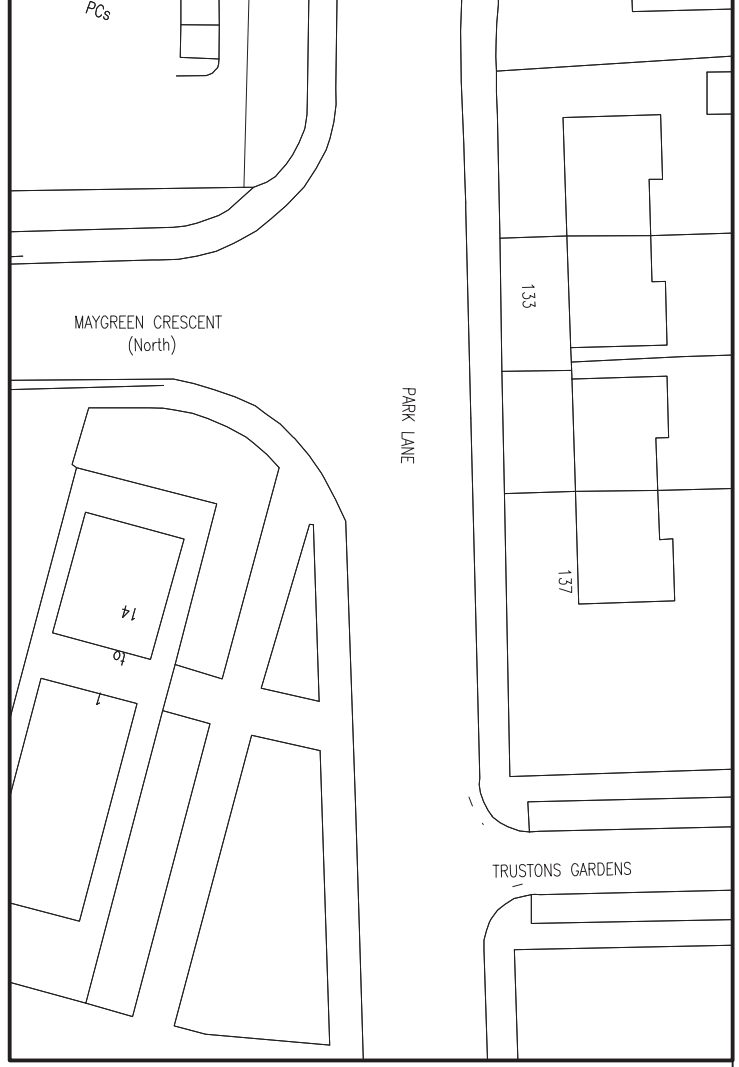 PCs
133
MAYGREEN CRESCENT
(North)
PARK LANE
137
14
to
1
TRUSTONS GARDENS